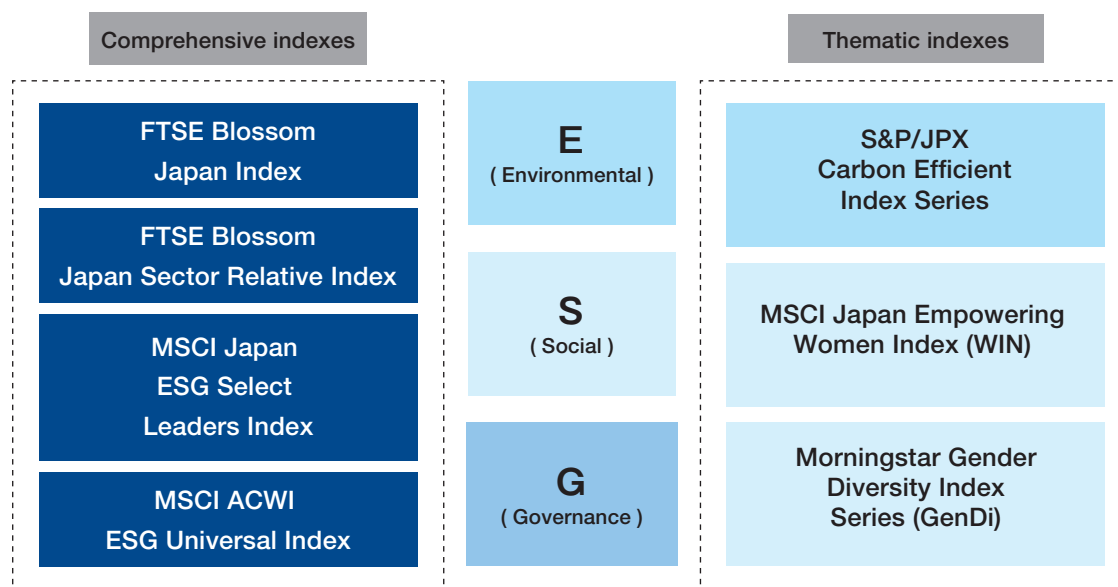 Comprehensive indexes
FTSE Blossom
Japan Index
FTSE Blossom
Japan Sector Relative Index
MSCI Japan
ESG Select
Leaders Index
MSCI ACWI
ESG Universal Index
E
( Environmental )
S
( Social )
G
( Governance )
Thematic indexes
S&P/JPX
Carbon Efficient
Index Series
MSCI Japan Empowering
Women Index (WIN)
Morningstar Gender
Diversity Index
Series (GenDi)